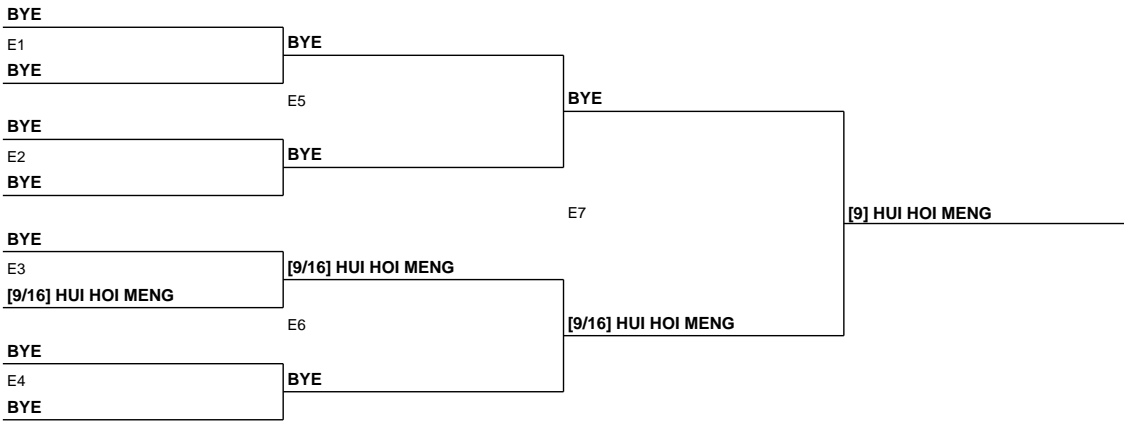 BYE
E1
BYE
BYE
E5
BYE
BYE
E2
BYE
BYE
E7
[9] HUI HOI MENG
BYE
E3
[9/16] HUI HOI MENG
[9/16] HUI HOI MENG
E6
[9/16] HUI HOI MENG
BYE
E4
BYE
BYE